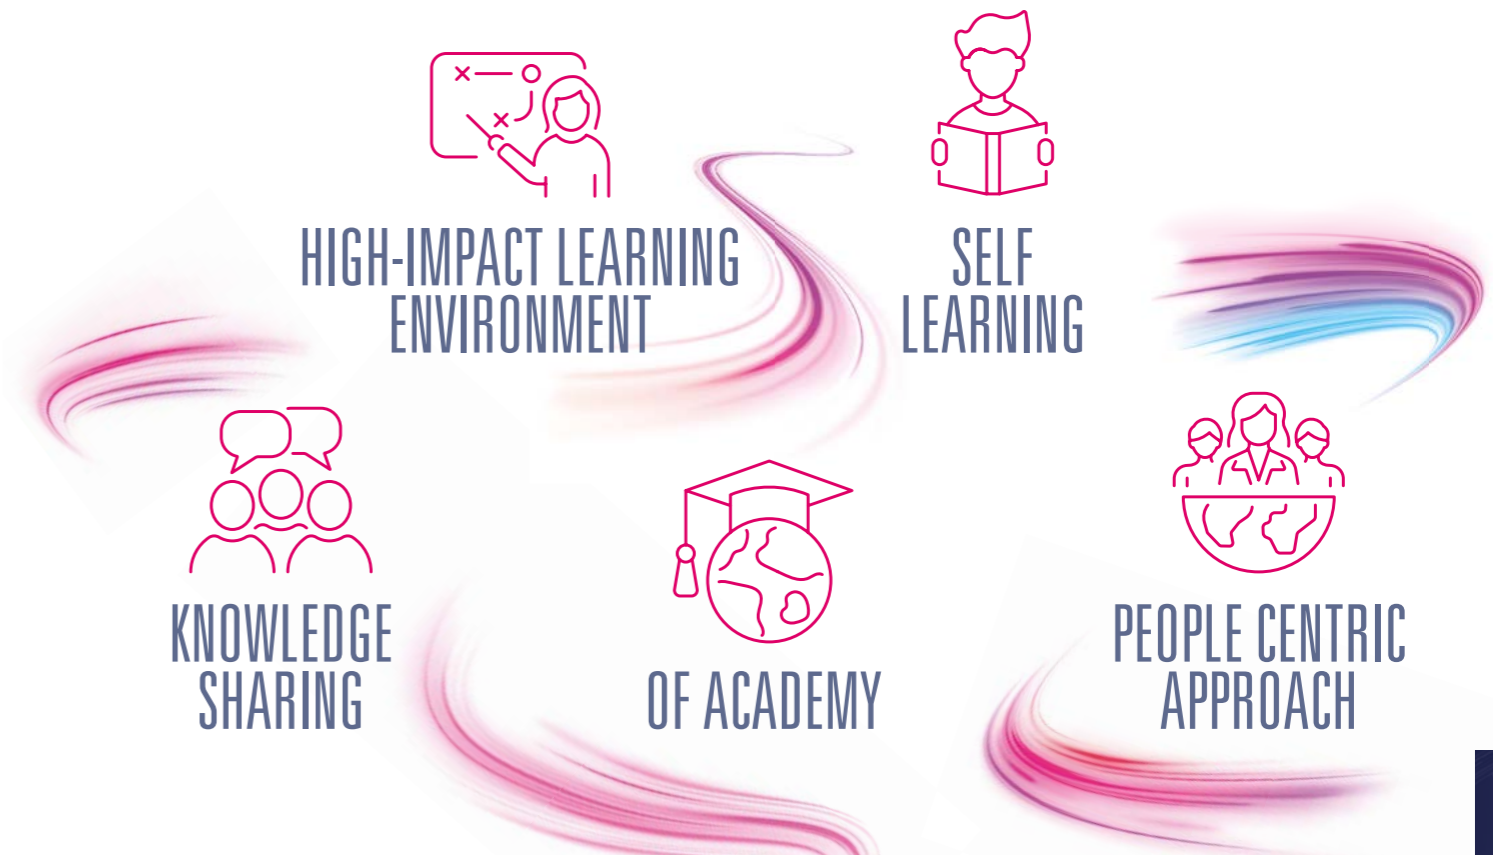 HIGH-IMPACT LEARNING
ENVIRONMENT
SELF
LEARNING
KNOWLEDGE
SHARING
OF ACADEMY
PEOPLE CENTRIC
APPROACH